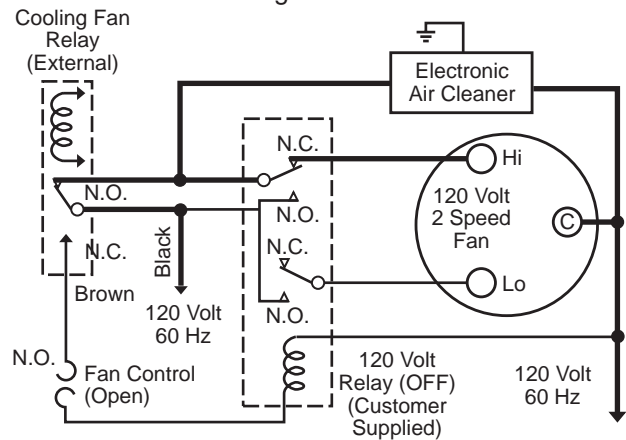 Cooling Fan
Relay
(External)
Electronic
Air Cleaner
N.C.
Hi
N.O.
120 Volt
2 Speed
Fan
C
N.O.
N.C.
N.C.
Black
Lo
Brown
120 Volt
60 Hz
N.O.
N.O.
Fan Control
(Open)
120 Volt
Relay (OFF)
(Customer
Supplied)
120 Volt
60 Hz